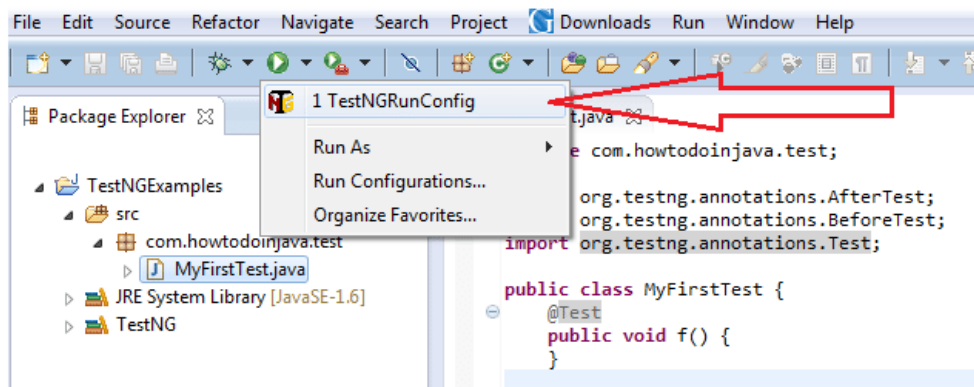 File Edit Source Refactor Navigate Search Project Downloads Run Window Help
1 TestNGRunConfig
Run As
Run Configurations...
Organize Favorites...
Package Explorer
TestNGExamples
src
com.howtodoinjava.test
MyFirstTest.java
JRE System Library [JavaSE-1.6]
TestNG
t.java
e com.howtodoinjava.test;
org.testng.annotations.AfterTest;
org.testng.annotations.BeforeTest;
import org.testng.annotations.Test;
public class MyFirstTest {
@Test
public void f() {
}